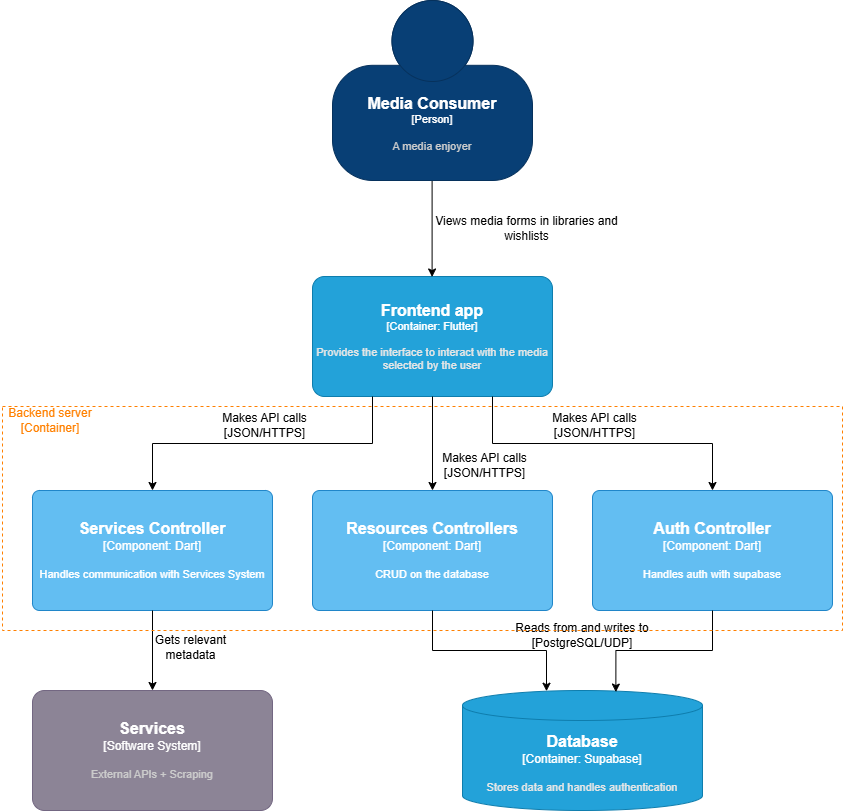 Media Consumer
[Person]
A media enjoyer
Views media forms in libraries and
wishlists
Frontend app
[Container: Flutter]
Provides the interface to interact with the media
selected by the user
Backend server
[Container]
Makes API calls
[JSON/HTTPS]
Makes API calls
[JSON/HTTPS]
Makes API calls
[JSON/HTTPS]
Services Controller
[Component: Dart]
Handles communication with Services System
Resources Controllers
[Component: Dart]
CRUD on the database
Auth Controller
[Component: Dart]
Handles auth with supabase
Gets relevant
metadata
Reads from and writes to
[PostgreSQL/UDP]
Services
[Software System]
External APIs + Scraping
Database
[Container: Supabase]
Stores data and handles authentication